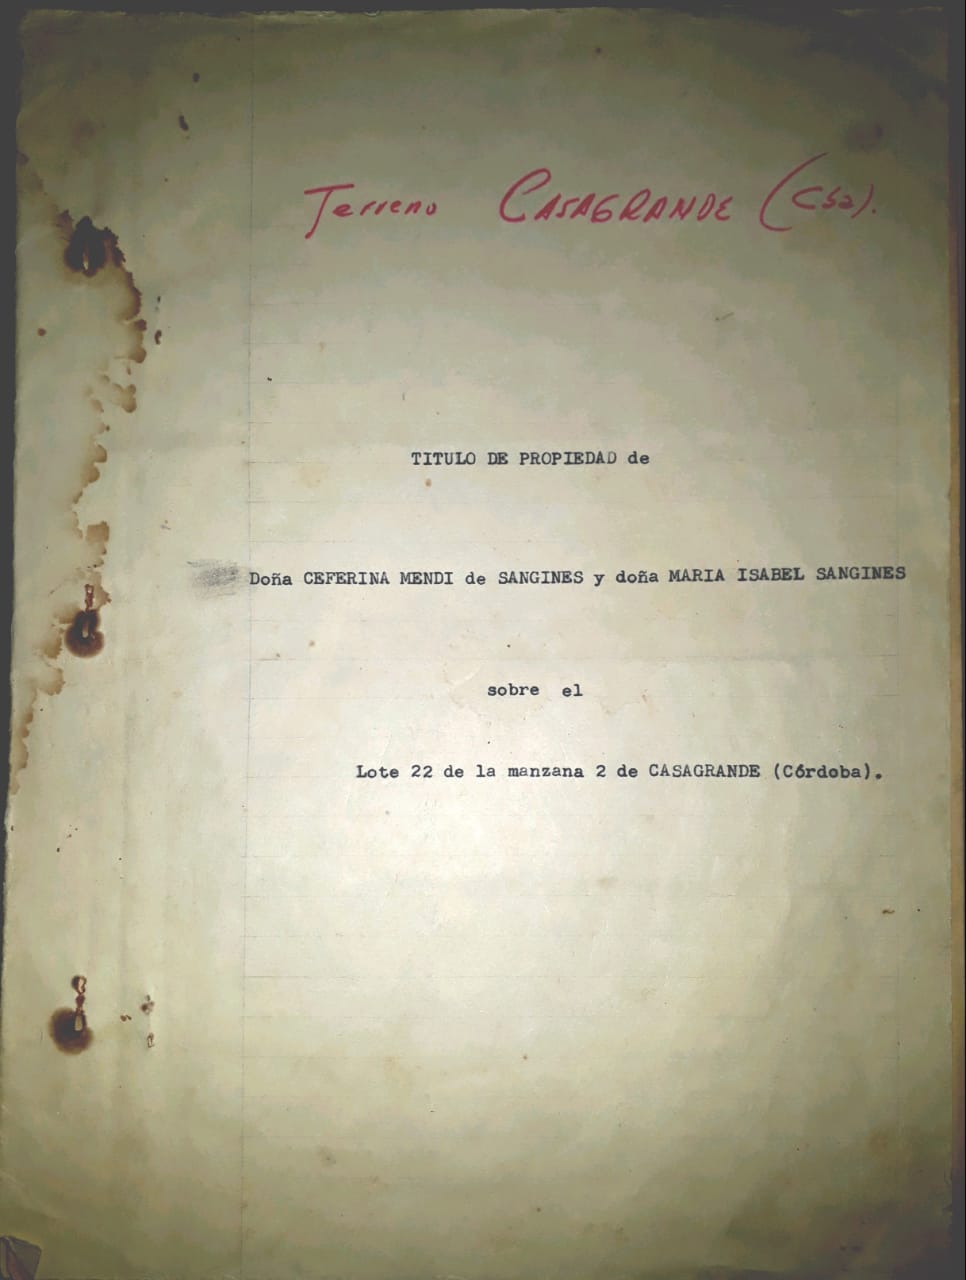 Terreno CASAGRANDE (Cba).
TITULO DE PROPIEDAD de
Doña CEFERINA MENDI de SANGINES y doña MARIA ISABEL SANGINES
sobre el
Lote 22 de la manzana 2 de CASAGRANDE (Córdoba).